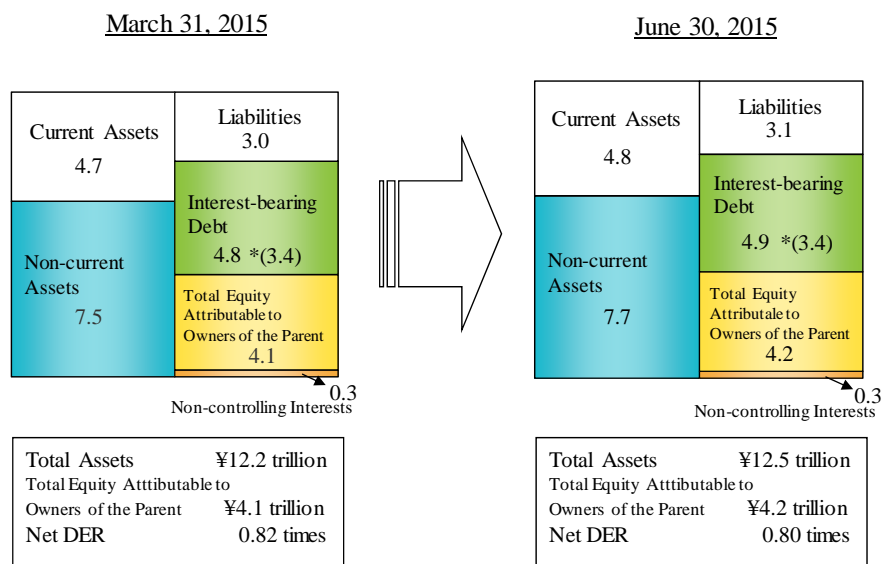 March 31, 2015
Current Assets
4.7
Non-current
Assets
7.5
Liabilities
3.0
Interest-bearing
Debt
4.8 *(3.4)
Total Equity
Attributable to
Owners of the Parent
4.1
0.3
Non-controlling Interests
Total Assets ¥12.2 trillion
Total Equity Atttibutable to
Owners of the Parent ¥4.1 trillion
Net DER 0.82 times
June 30, 2015
Current Assets
4.8
Non-current
Assets
7.7
Liabilities
3.1
Interest-bearing
Debt
4.9 *(3.4)
Total Equity
Attributable to
Owners of the Parent
4.2
0.3
Non-controlling Interests
Total Assets ¥12.5 trillion
Total Equity Atttibutable to
Owners of the Parent ¥4.2 trillion
Net DER 0.80 times